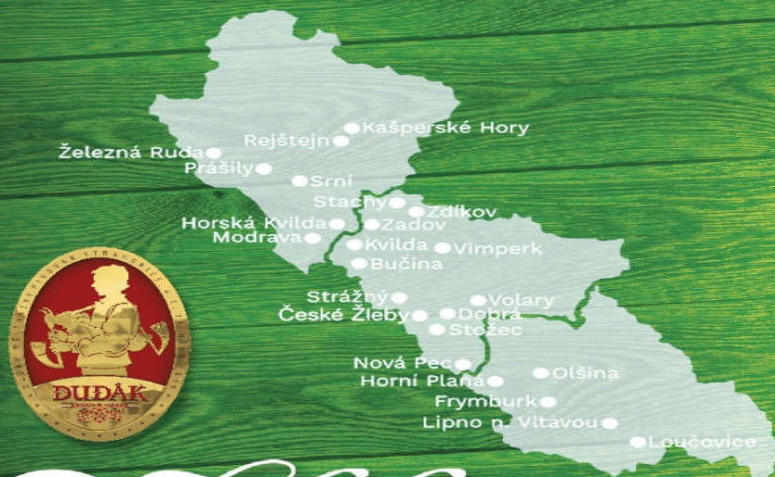 Kašperské Hory
Rejštejn
Železná Ruda
Prášily
Srní
Stachy
Zdíkov
Horská Kvilda
Zadov
Modrava
Kvilda
Vimperk
Bučina
Strážný
Volary
České Žleby
Dobrá
Stožec
Nová Pec
Horní Planá
Olšina
Frymburk
Lipno n. Vltavou
Loučovice
DUDÁK